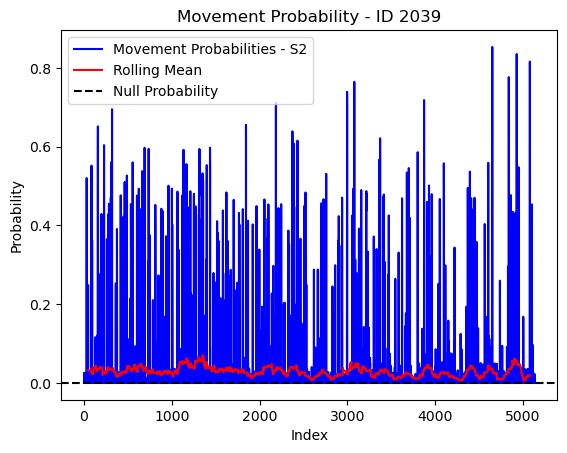 Movement Probability - ID 2039
Movement Probabilities - S2
Rolling Mean
Null Probability
Probability
0.8
0.6
0.4
0.2
0.0
0 1000 2000 3000 4000 5000
Index